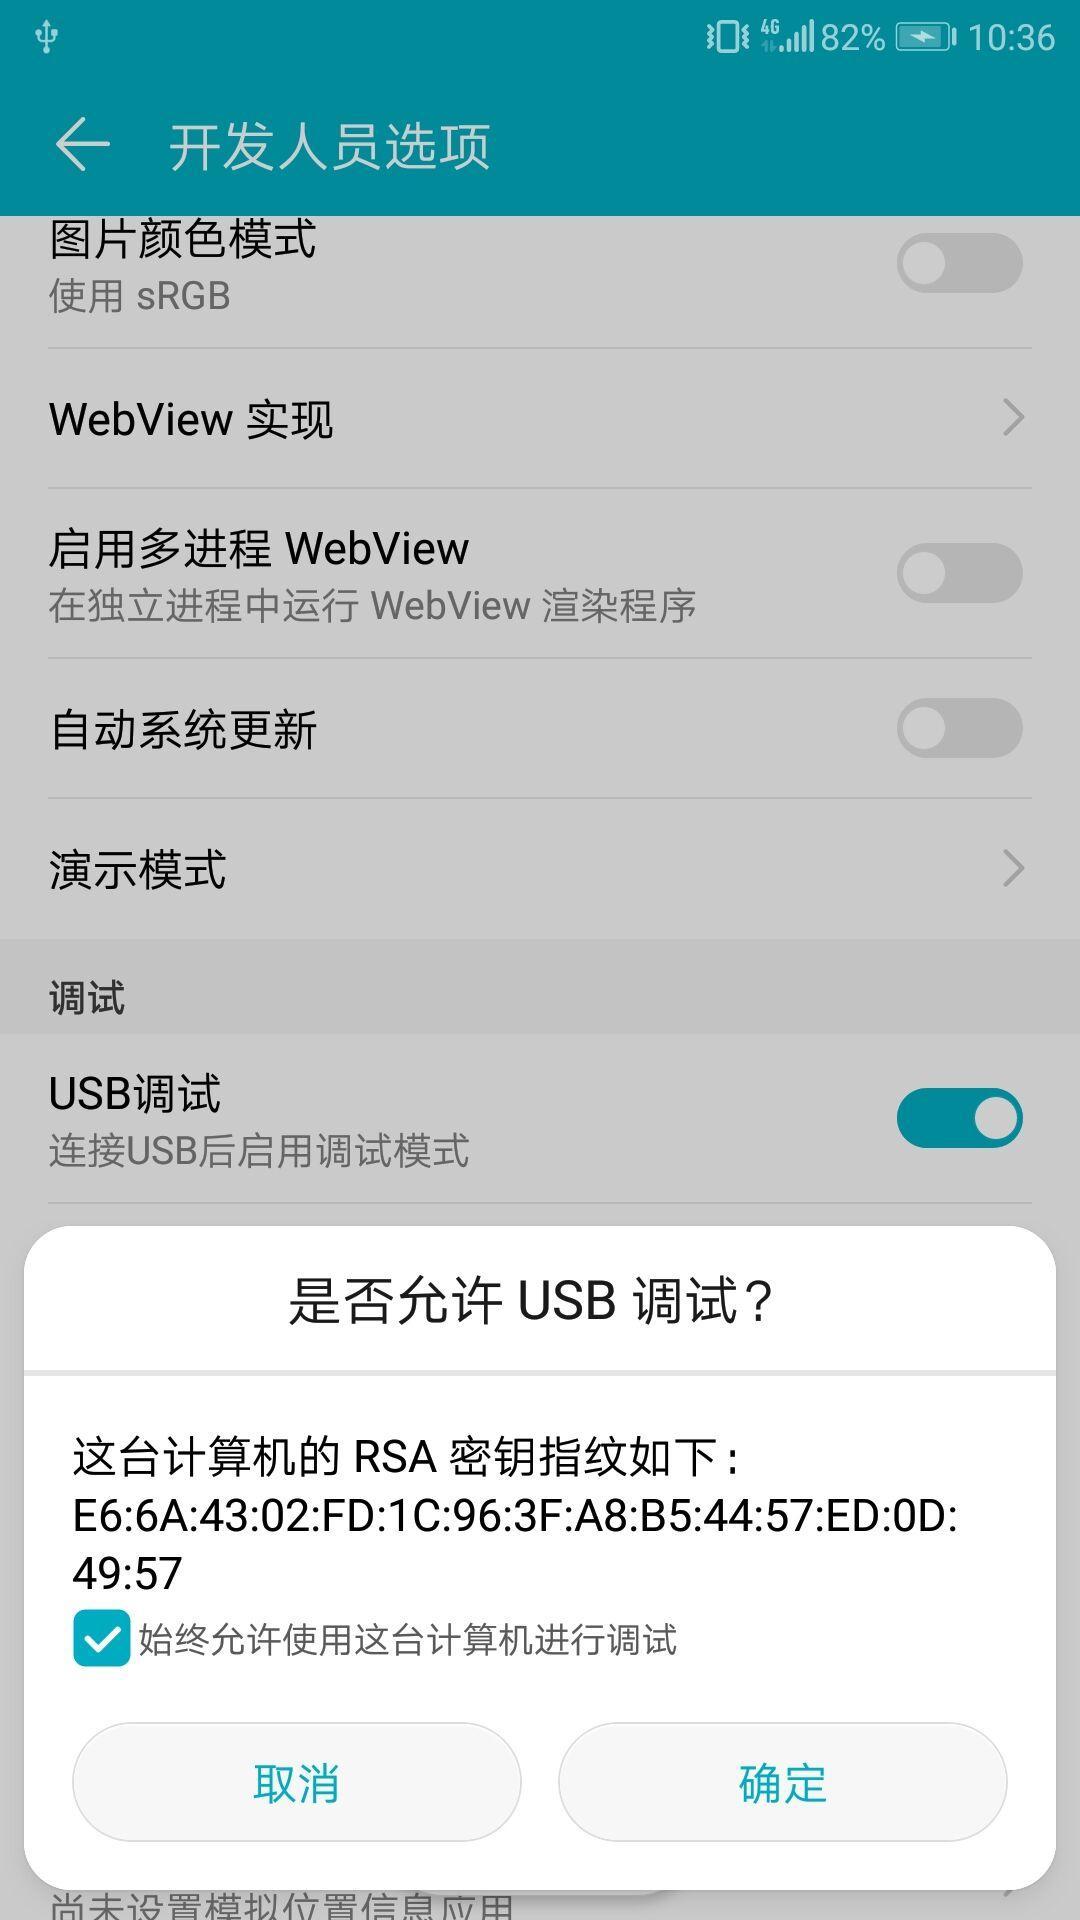 4G 82% 10:36
开发人员选项
图片颜色模式
使用 sRGB
WebView 实现
启用多进程 WebView
在独立进程中运行 WebView 渲染程序
自动系统更新
演示模式
调试
USB调试
连接USB后启用调试模式
是否允许 USB 调试？
这台计算机的 RSA 密钥指纹如下：
E6:6A:43:02:FD:1C:96:3F:A8:B5:44:57:ED:0D:
49:57
始终允许使用这台计算机进行调试
取消
确定
尚未设置模拟位置信息应用